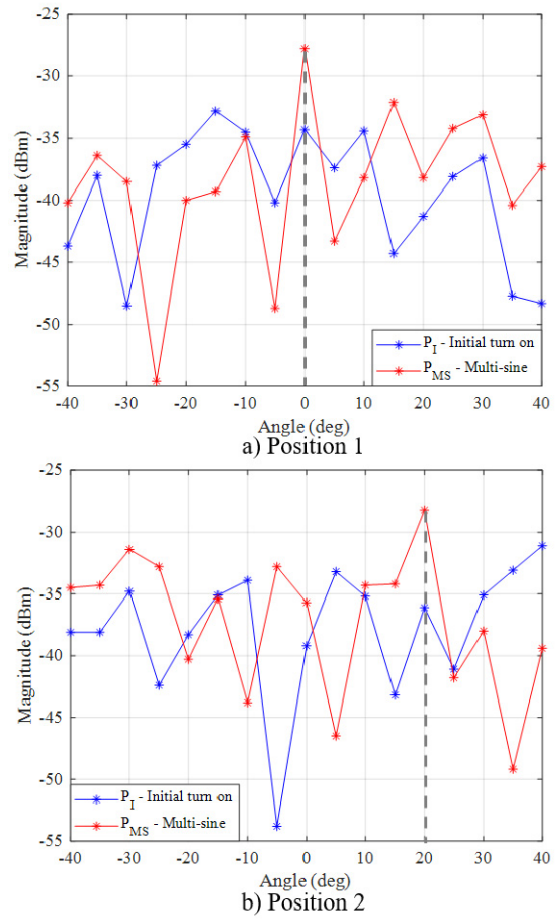 -25
-30
-35
-40
-45
-50
-55
Magnitude (dBm)
P_I - Initial turn on
P_MS - Multi-sine
-40 -30 -20 -10 0 10 20 30 40
Angle (deg)
a) Position 1
-25
-30
-35
-40
-45
-50
-55
Magnitude (dBm)
P_I - Initial turn on
P_MS - Multi-sine
-40 -30 -20 -10 0 10 20 30 40
Angle (deg)
b) Position 2